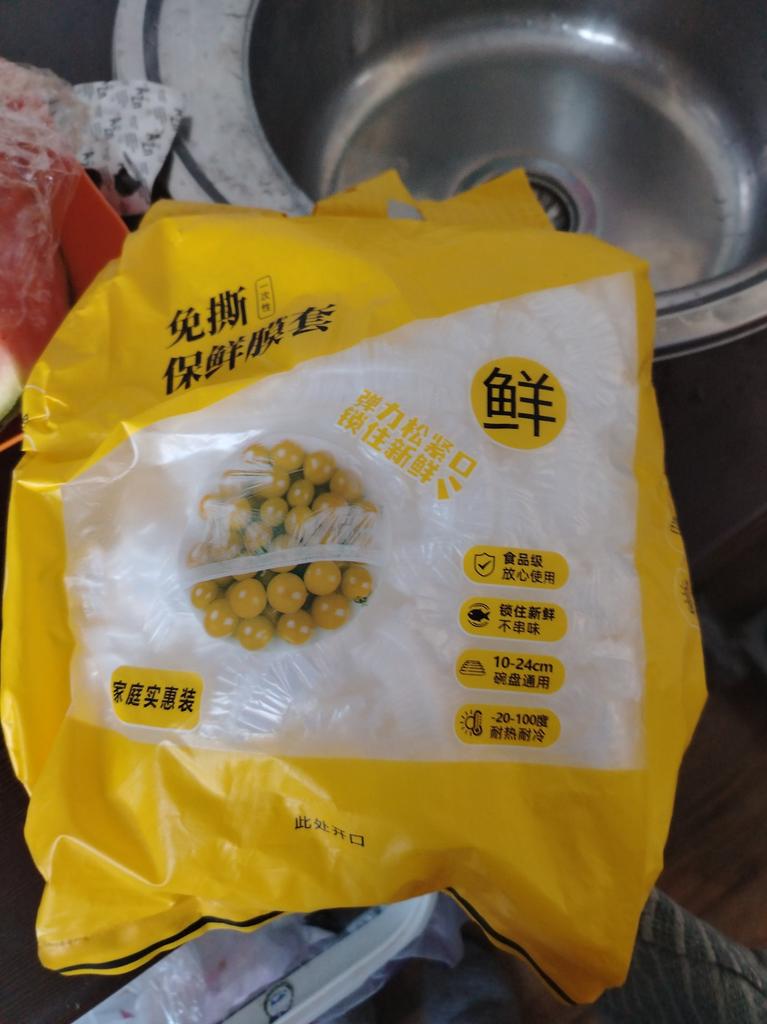 免撕
一次性
保鲜膜套
鲜
弹力松紧口
锁住新鲜
食品级
放心使用
锁住新鲜
不串味
10-24cm
碗盘通用
-20-100度
耐热耐冷
家庭实惠装
此处开口